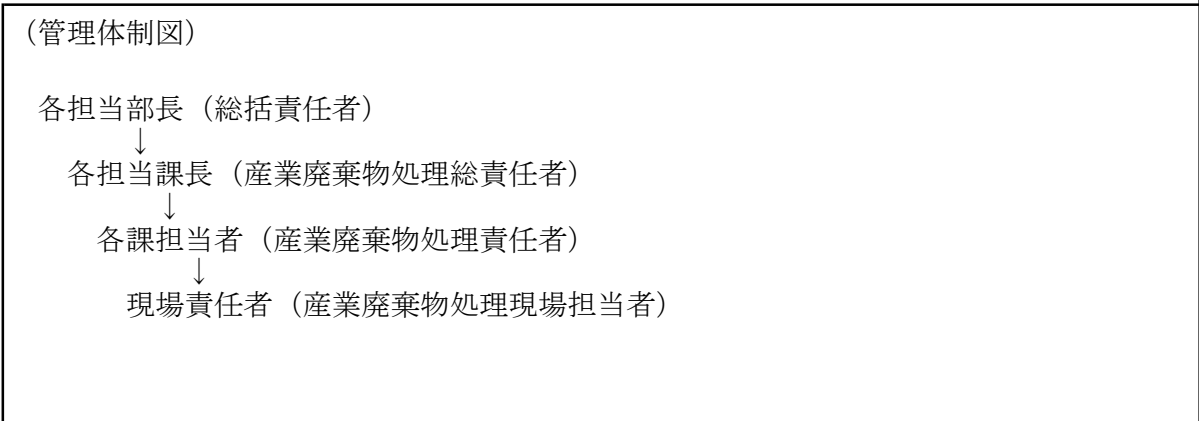 （管理体制図）
各担当部長（総括責任者）
↓
各担当課長（産業廃棄物処理総責任者）
↓
各課担当者（産業廃棄物処理責任者）
↓
現場責任者（産業廃棄物処理現場担当者）